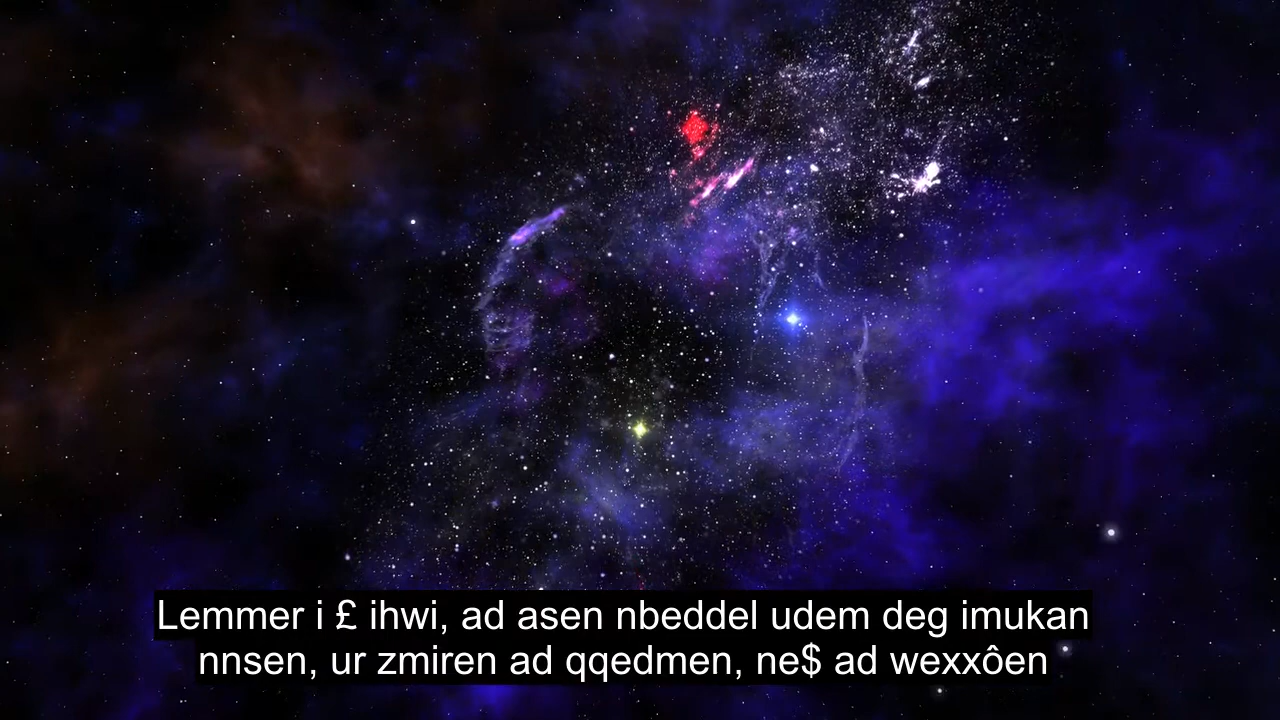 Lemmer i £ ihwi, ad asen nbeddel udem deg imukan
nnsen, ur zmiren ad qqedmen, ne$ ad wexxôen